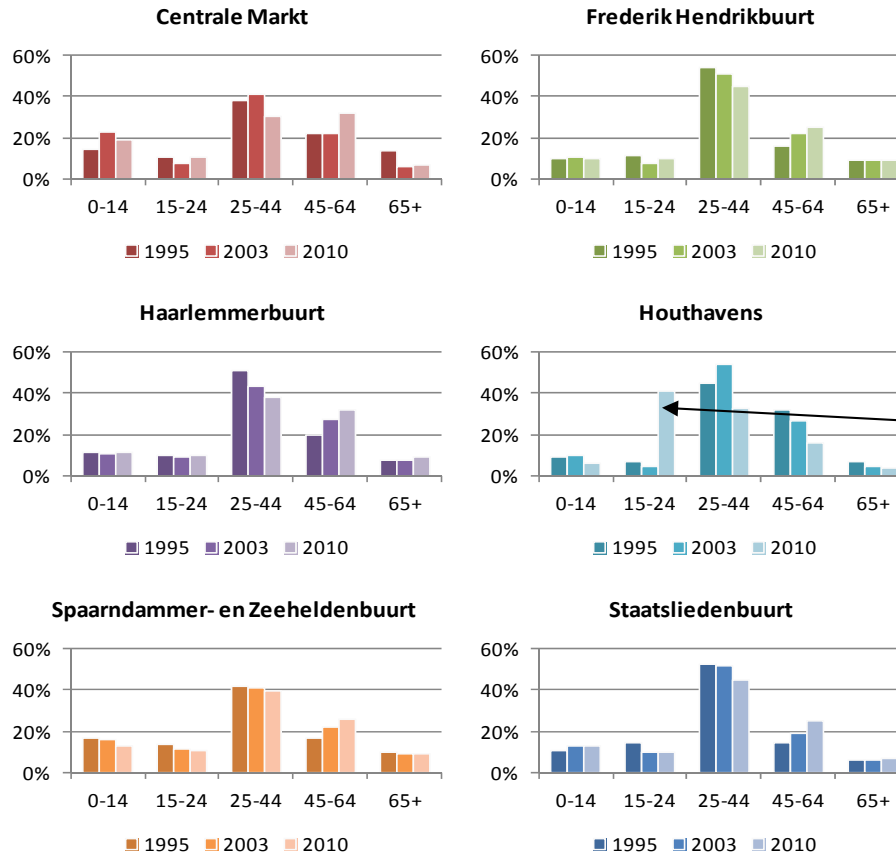 Centrale Markt
60%
40%
20%
0%
0-14 15-24 25-44 45-64 65+
1995 2003 2010
Frederik Hendrikbuurt
60%
40%
20%
0%
0-14 15-24 25-44 45-64 65+
1995 2003 2010
Haarlemmerbuurt
60%
40%
20%
0%
0-14 15-24 25-44 45-64 65+
1995 2003 2010
Houthavens
60%
40%
20%
0%
0-14 15-24 25-44 45-64 65+
1995 2003 2010
Spaarndammer- en Zeeheldenbuurt
60%
40%
20%
0%
0-14 15-24 25-44 45-64 65+
1995 2003 2010
Staatsliedenbuurt
60%
40%
20%
0%
0-14 15-24 25-44 45-64 65+
1995 2003 2010